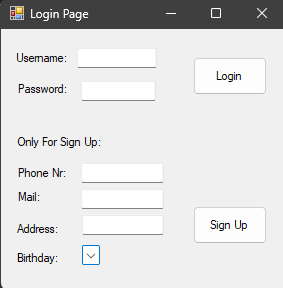 Login Page
Username:
Login
Password:
Only For Sign Up:
Phone Nr:
Mail:
Address:
Sign Up
Birthday: